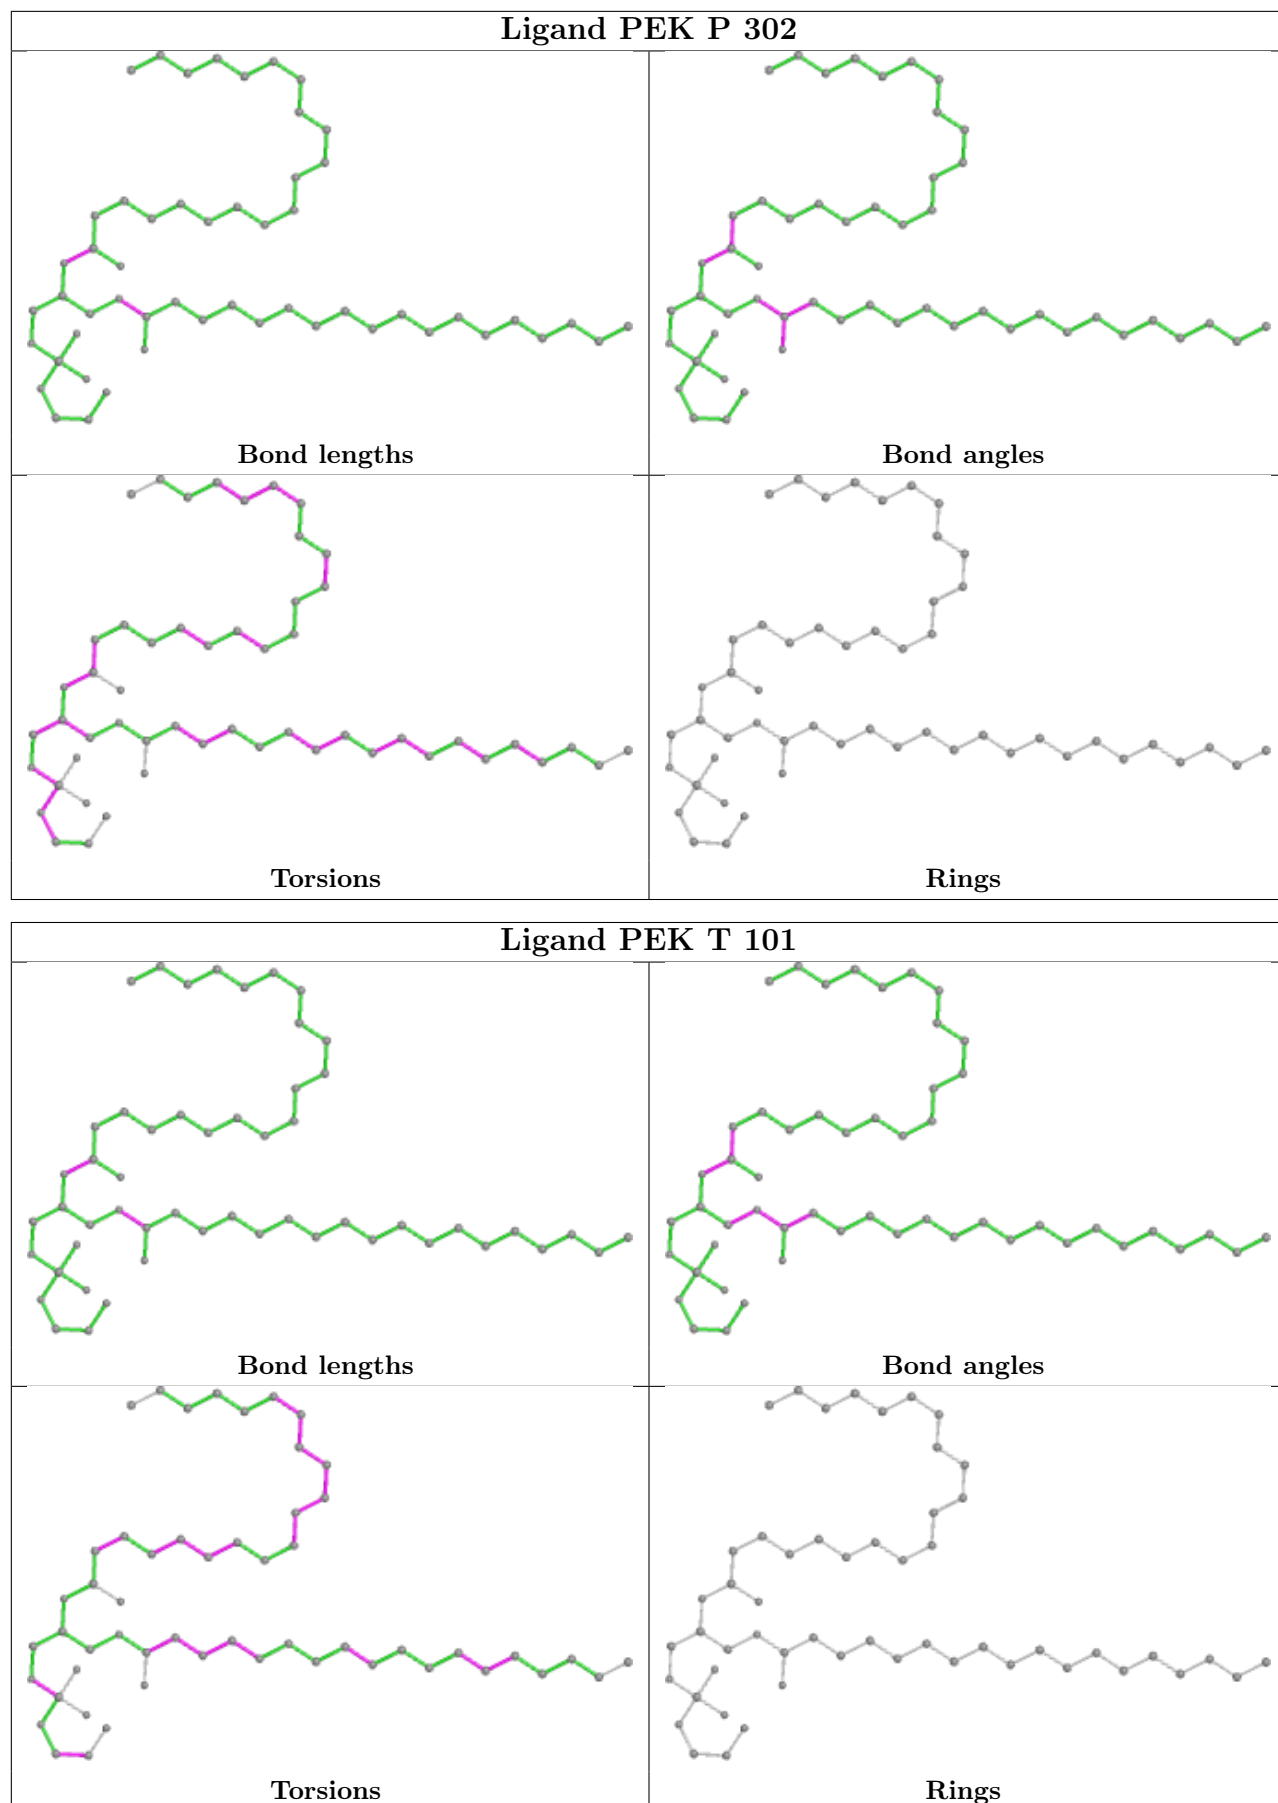 Ligand PEK P 302
Bond lengths
Bond angles
Torsions
Rings
Ligand PEK T 101
Bond lengths
Bond angles
Torsions
Rings